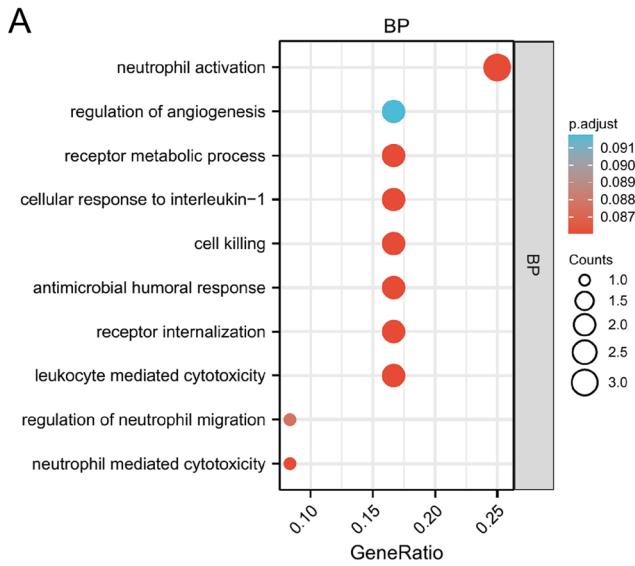 A
BP
neutrophil activation
regulation of angiogenesis
receptor metabolic process
cellular response to interleukin−1
cell killing
antimicrobial humoral response
receptor internalization
leukocyte mediated cytotoxicity
regulation of neutrophil migration
neutrophil mediated cytotoxicity
0.10
0.15
0.20
0.25
GeneRatio
BP
p.adjust
0.091
0.090
0.089
0.088
0.087
Counts
1.0
1.5
2.0
2.5
3.0